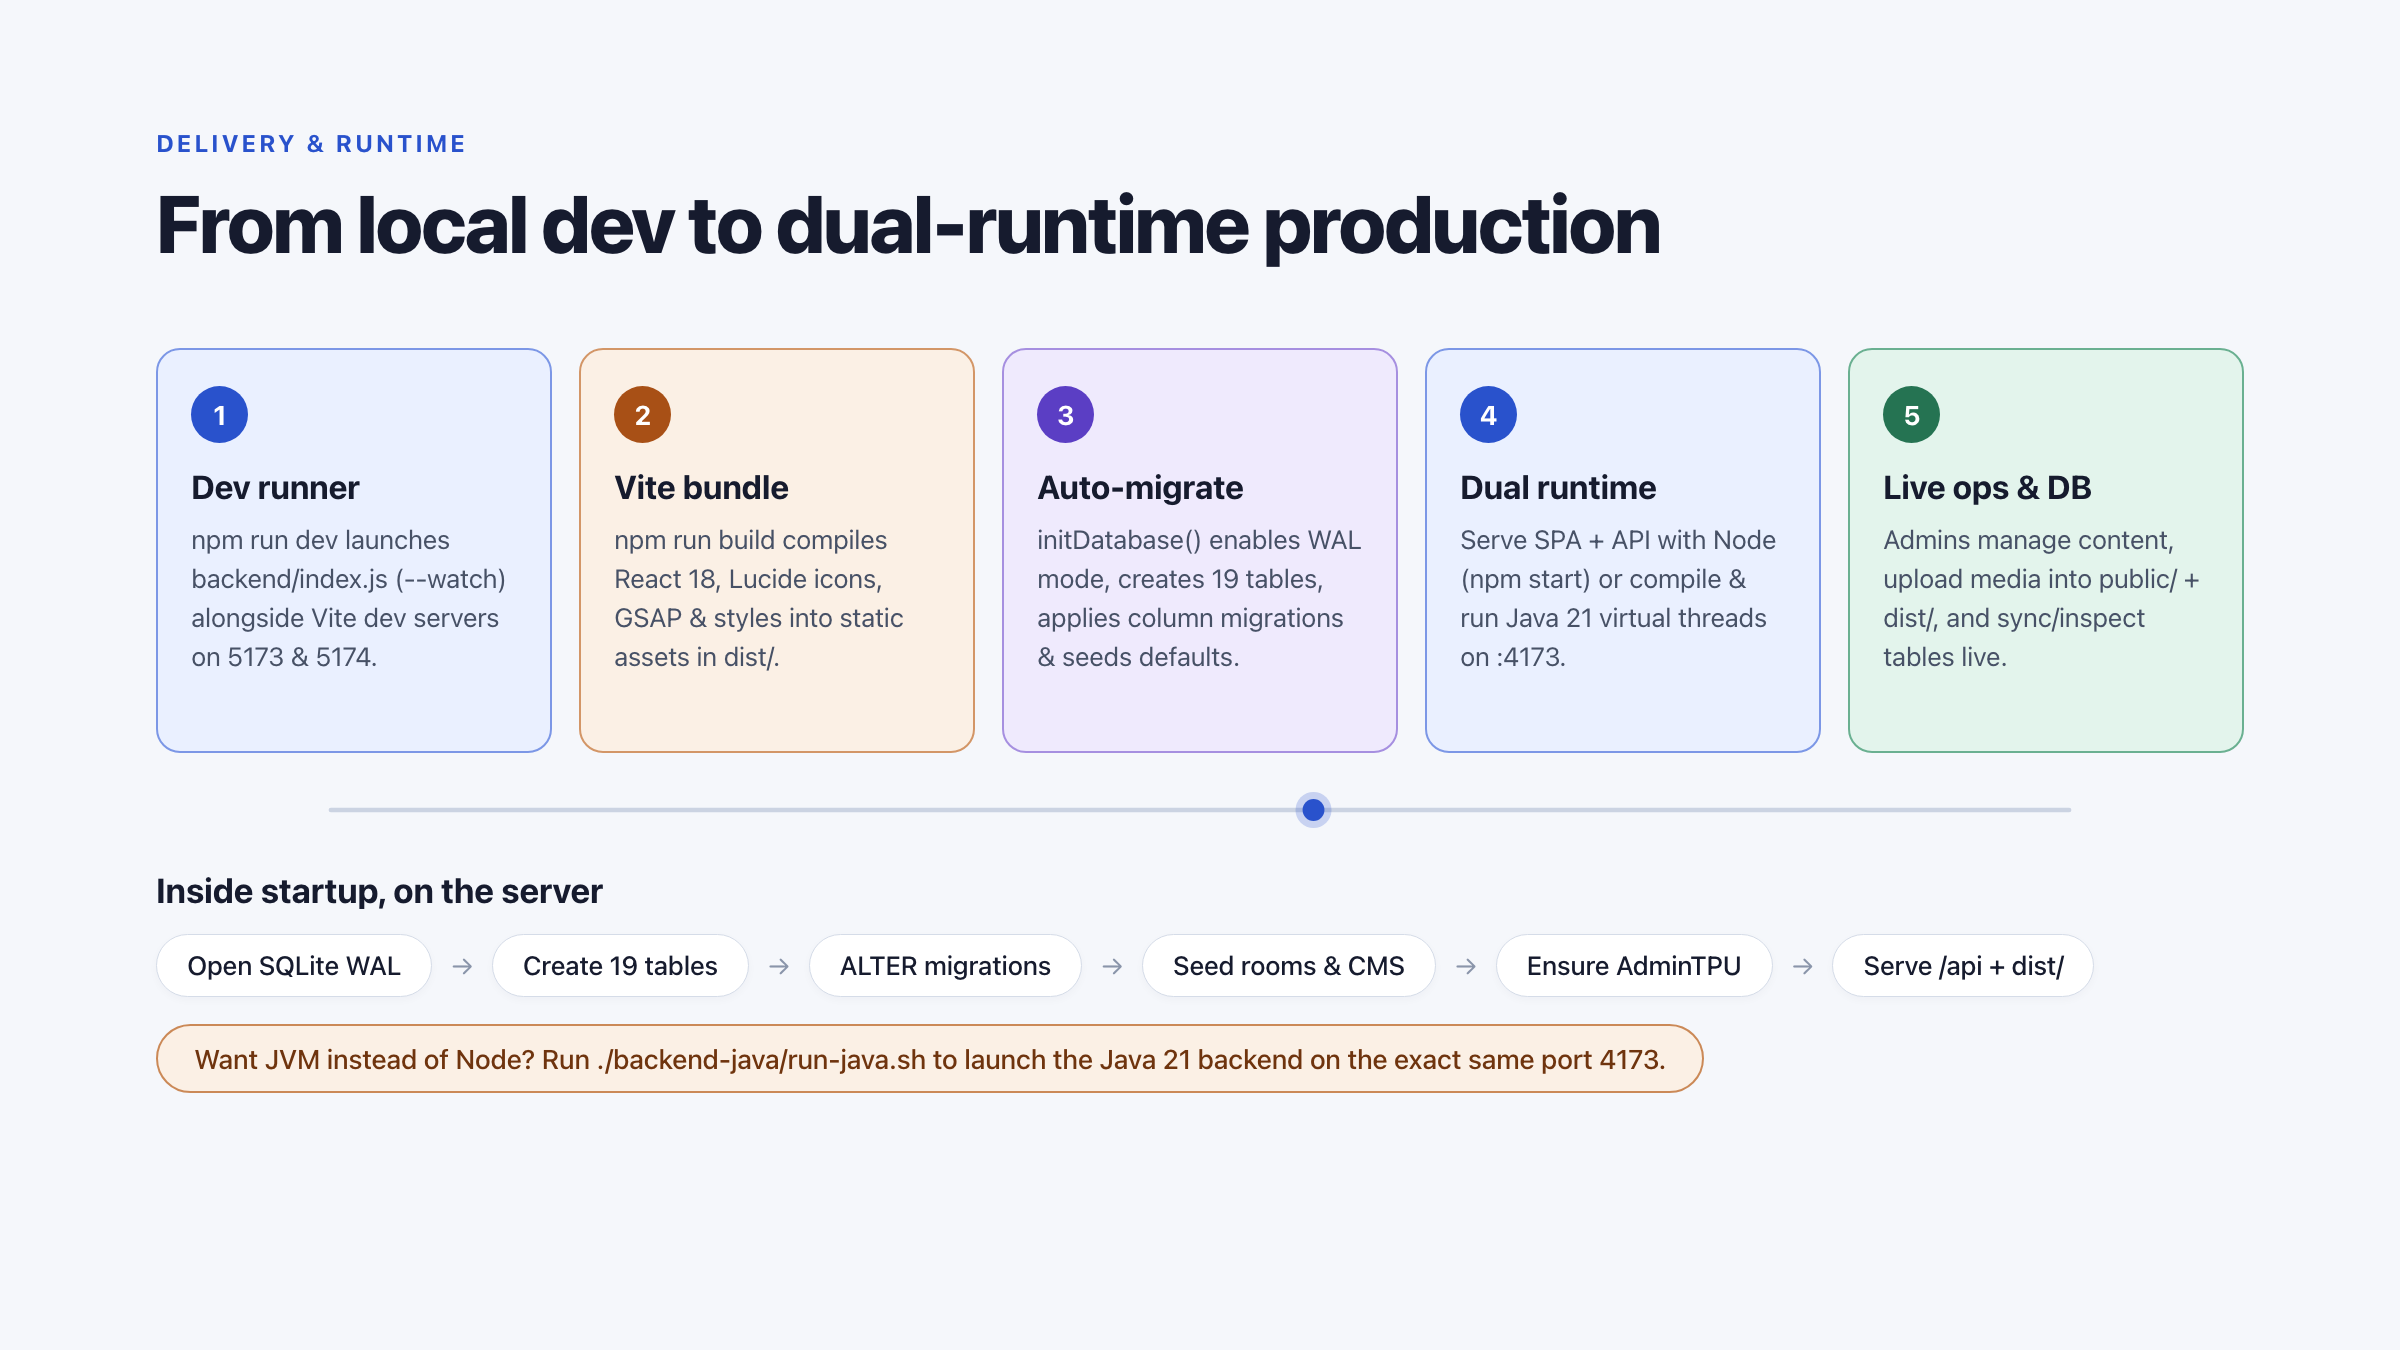 DELIVERY & RUNTIME
From local dev to dual-runtime production
1
Dev runner
npm run dev launches
backend/index.js (--watch)
alongside Vite dev servers
on 5173 & 5174.
2
Vite bundle
npm run build compiles
React 18, Lucide icons,
GSAP & styles into static
assets in dist/.
3
Auto-migrate
initDatabase() enables WAL
mode, creates 19 tables,
applies column migrations
& seeds defaults.
4
Dual runtime
Serve SPA + API with Node
(npm start) or compile &
run Java 21 virtual threads
on :4173.
5
Live ops & DB
Admins manage content,
upload media into public/ +
dist/, and sync/inspect
tables live.
Inside startup, on the server
Open SQLite WAL → Create 19 tables → ALTER migrations → Seed rooms & CMS → Ensure AdminTPU → Serve /api + dist/
Want JVM instead of Node? Run ./backend-java/run-java.sh to launch the Java 21 backend on the exact same port 4173.